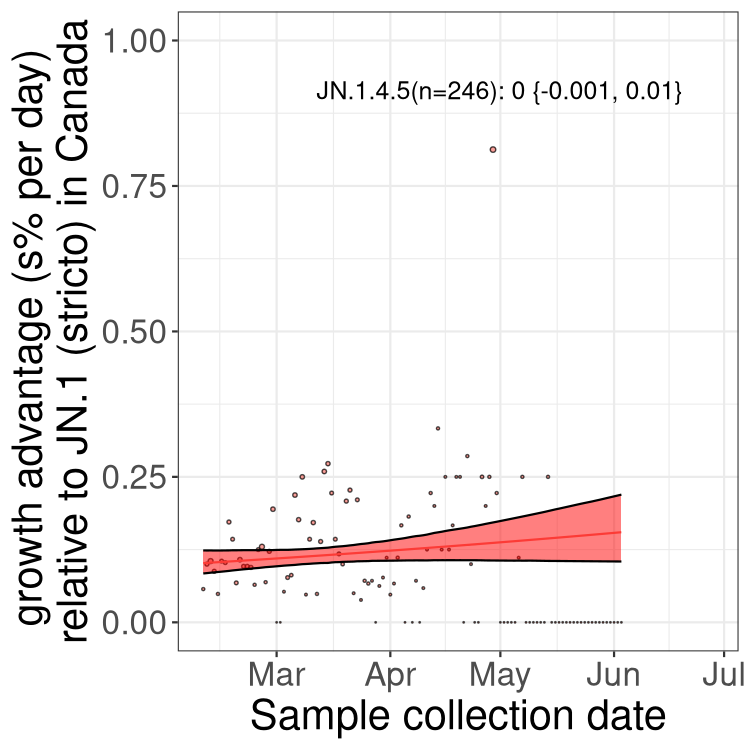 growth advantage (s% per day)
relative to JN.1 (stricto) in Canada
1.00
0.75
0.50
0.25
0.00
JN.1.4.5(n=246): 0 {-0.001, 0.01}
Mar Apr May Jun Jul
Sample collection date